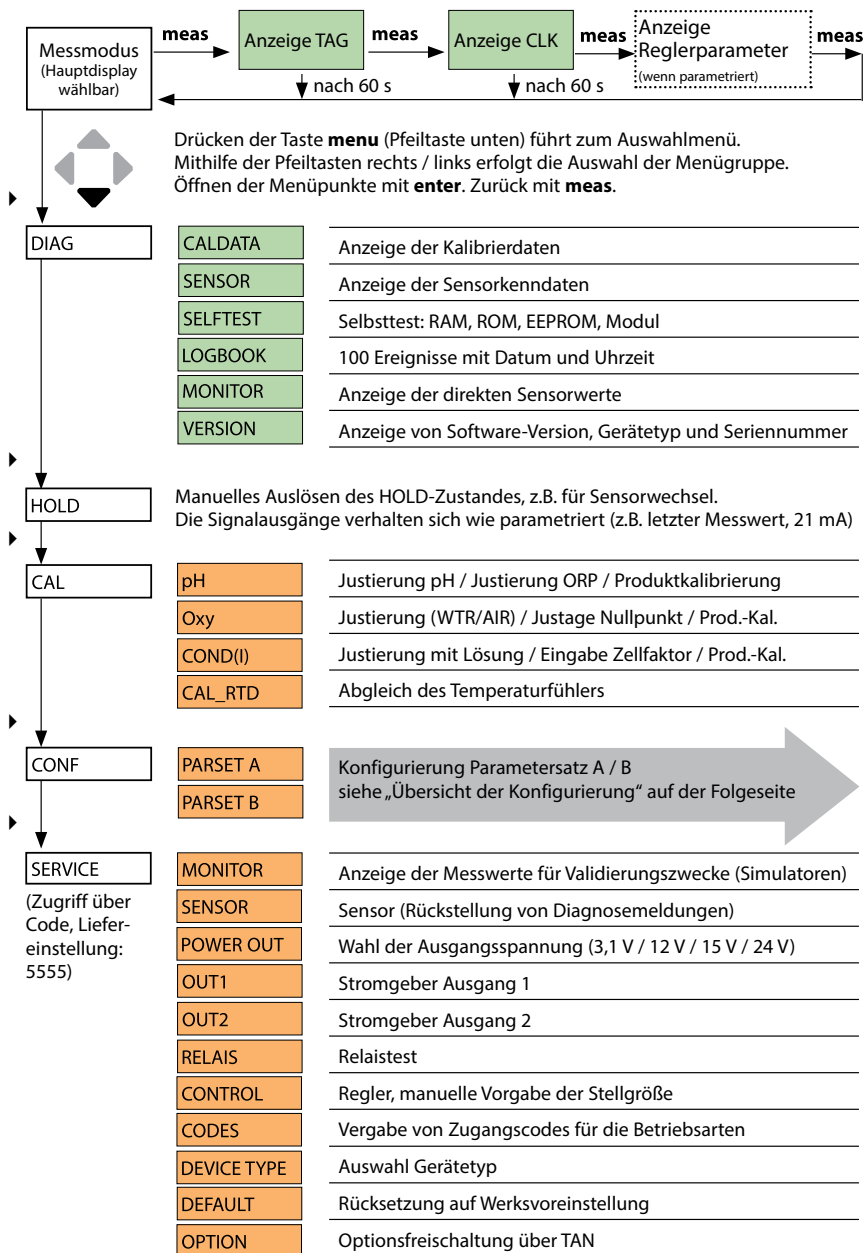 Messmodus
(Hauptdisplay
wählbar)
meas
Anzeige TAG
meas
Anzeige CLK
meas
Anzeige
Reglerparameter
(wenn parametriert)
meas
nach 60 s
nach 60 s
Drücken der Taste menu (Pfeiltaste unten) führt zum Auswahlmenü.
Mithilfe der Pfeiltasten rechts / links erfolgt die Auswahl der Menügruppe.
Öffnen der Menüpunkte mit enter. Zurück mit meas.
DIAG
CALDATA
Anzeige der Kalibrierdaten
SENSOR
Anzeige der Sensorkenndaten
SELFTEST
Selbsttest: RAM, ROM, EEPROM, Modul
LOGBOOK
100 Ereignisse mit Datum und Uhrzeit
MONITOR
Anzeige der direkten Sensorwerte
VERSION
Anzeige von Software-Version, Gerätetyp und Seriennummer
HOLD
Manuelles Auslösen des HOLD-Zustandes, z.B. für Sensorwechsel.
Die Signalausgänge verhalten sich wie parametriert (z.B. letzter Messwert, 21 mA)
CAL
pH
Justierung pH / Justierung ORP / Produktkalibrierung
Oxy
Justierung (WTR/AIR) / Justage Nullpunkt / Prod.-Kal.
COND(I)
Justierung mit Lösung / Eingabe Zellfaktor / Prod.-Kal.
CAL_RTD
Abgleich des Temperaturfühlers
CONF
PARSET A
PARSET B
Konfigurierung Parametersatz A / B
siehe „Übersicht der Konfigurierung" auf der Folgeseite
SERVICE
(Zugriff über
Code, Liefer-
einstellung:
5555)
MONITOR
Anzeige der Messwerte für Validierungszwecke (Simulatoren)
SENSOR
Sensor (Rückstellung von Diagnosemeldungen)
POWER OUT
Wahl der Ausgangsspannung (3,1 V / 12 V / 15 V / 24 V)
OUT1
Stromgeber Ausgang 1
OUT2
Stromgeber Ausgang 2
RELAIS
Relaistest
CONTROL
Regler, manuelle Vorgabe der Stellgröße
CODES
Vergabe von Zugangscodes für die Betriebsarten
DEVICE TYPE
Auswahl Gerätetyp
DEFAULT
Rücksetzung auf Werksvoreinstellung
OPTION
Optionsfreischaltung über TAN